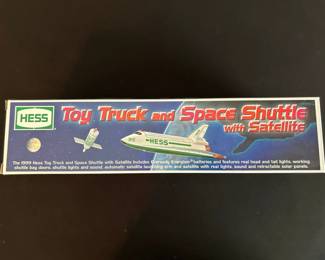 HESS
Toy Truck and Space Shuttle
with Satellite
HESS
The 1999 Hess Toy Truck and Space Shuttle with Satellite includes Eveready Energizer® batteries and features real head and tail lights, working
shuttle bay doors, shuttle lights and sound, automatic satellite launching arm and satellite with real lights, sound and retractable solar panels.